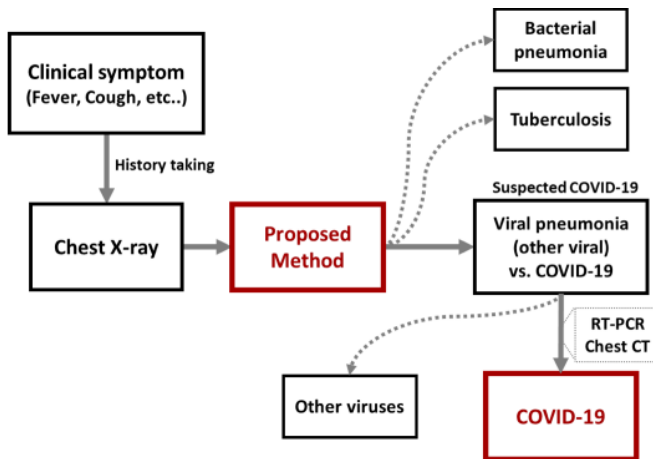 Clinical symptom
(Fever, Cough, etc..)
History taking
Chest X-ray
Proposed
Method
Bacterial
pneumonia
Tuberculosis
Suspected COVID-19
Viral pneumonia
(other viral)
vs. COVID-19
RT-PCR
Chest CT
Other viruses
COVID-19